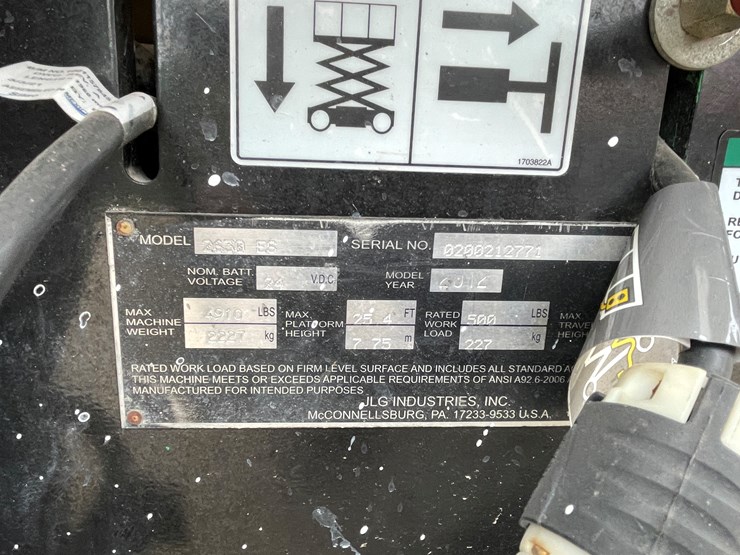 1703822A
MODEL 2630 ES SERIAL NO. 0200212771
NOM. BATT. VOLTAGE 24 V.D.C. MODEL YEAR 2012
MAX. MACHINE WEIGHT 4910 LBS 2227 kg MAX. PLATFORM HEIGHT 25.4 FT 7.75 m RATED WORK LOAD 500 LBS 227 kg MAX. TRAVE HEIGH
RATED WORK LOAD BASED ON FIRM LEVEL SURFACE AND INCLUDES ALL STANDARD A
THIS MACHINE MEETS OR EXCEEDS APPLICABLE REQUIREMENTS OF ANSI A92.6-2006
MANUFACTURED FOR INTENDED PURPOSES
JLG INDUSTRIES, INC.
McCONNELLSBURG, PA. 17233-9533 U.S.A.